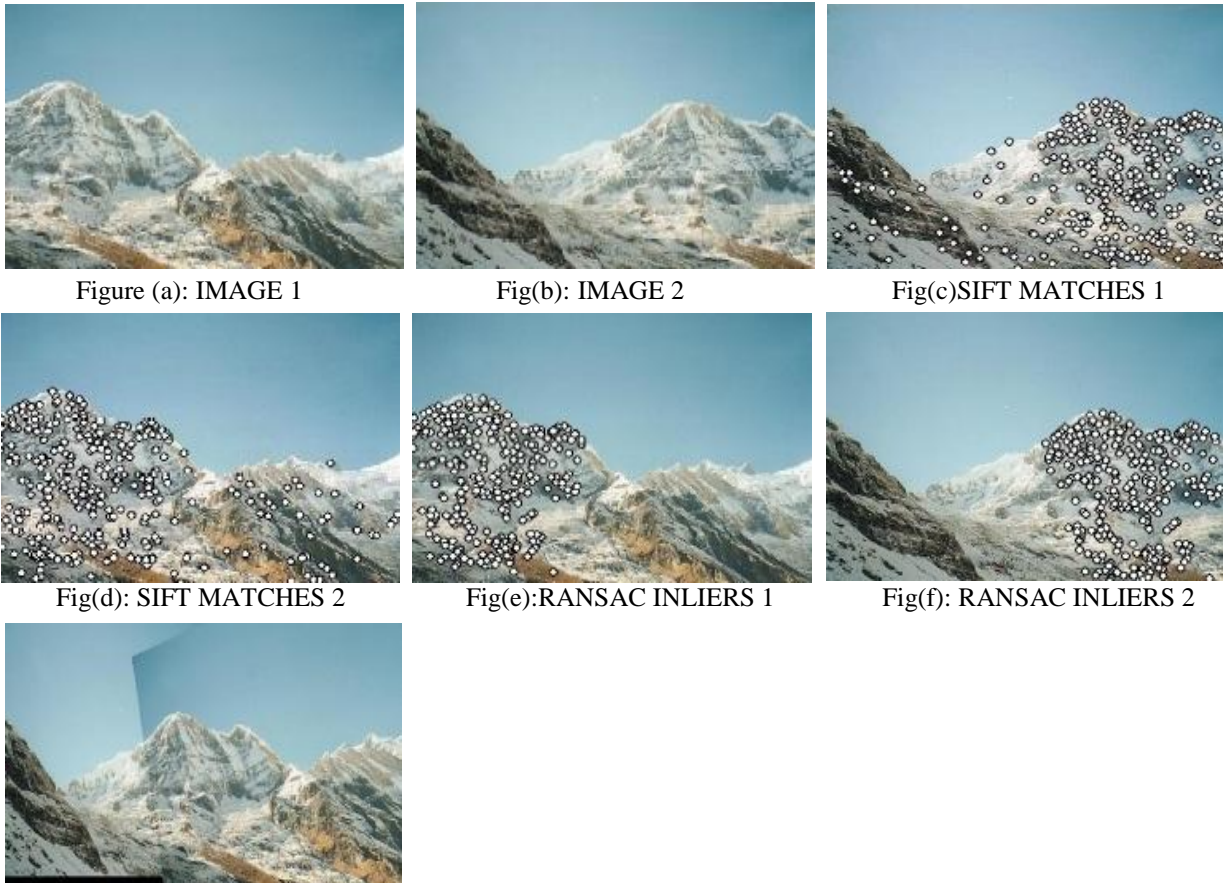 Figure (a): IMAGE 1
Fig(b): IMAGE 2
Fig(c)SIFT MATCHES 1
Fig(d): SIFT MATCHES 2
Fig(e):RANSAC INLIERS 1
Fig(f): RANSAC INLIERS 2